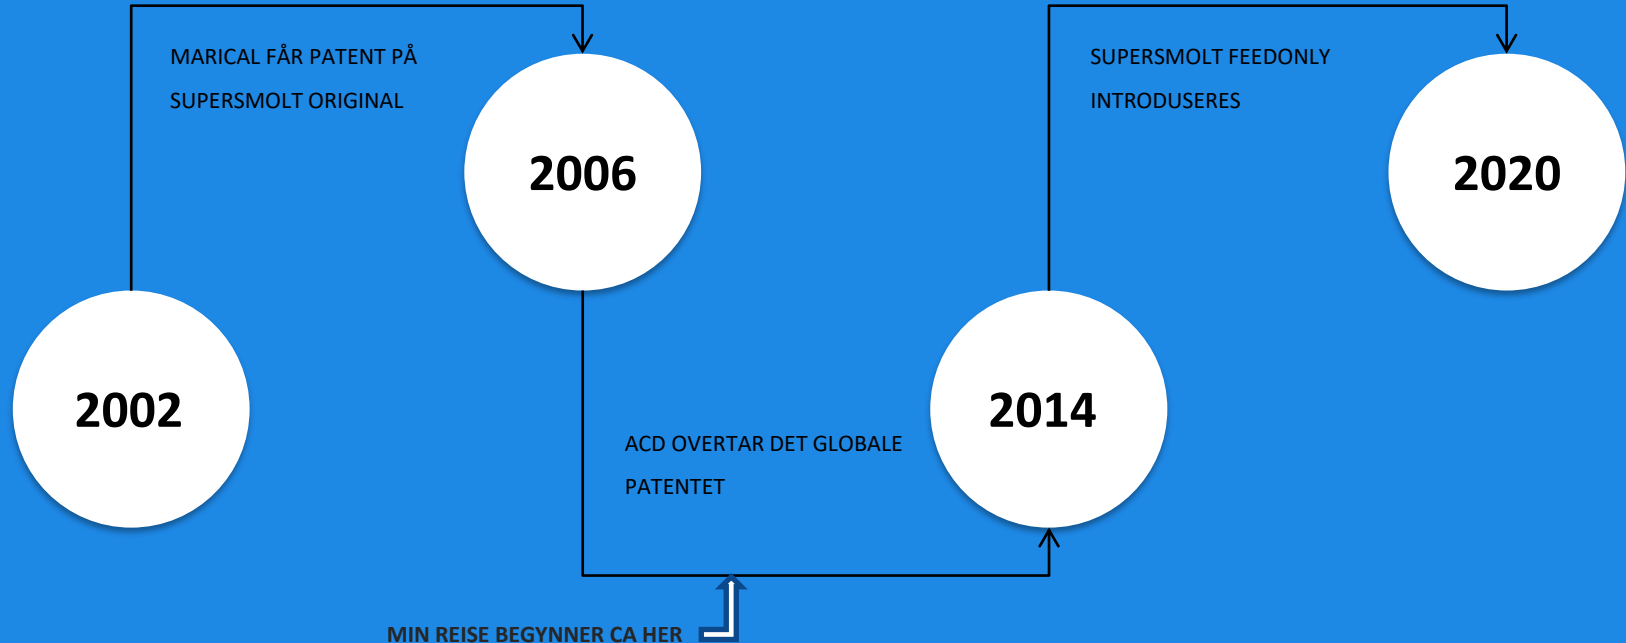 MARICAL FÅR PATENT PÅ
SUPERSMOLT ORIGINAL
SUPERSMOLT FEEDONLY
INTRODUSERES
2006
2020
2002
2014
ACD OVERTAR DET GLOBALE
PATENTET
MIN REISE BEGYNNER CA HER